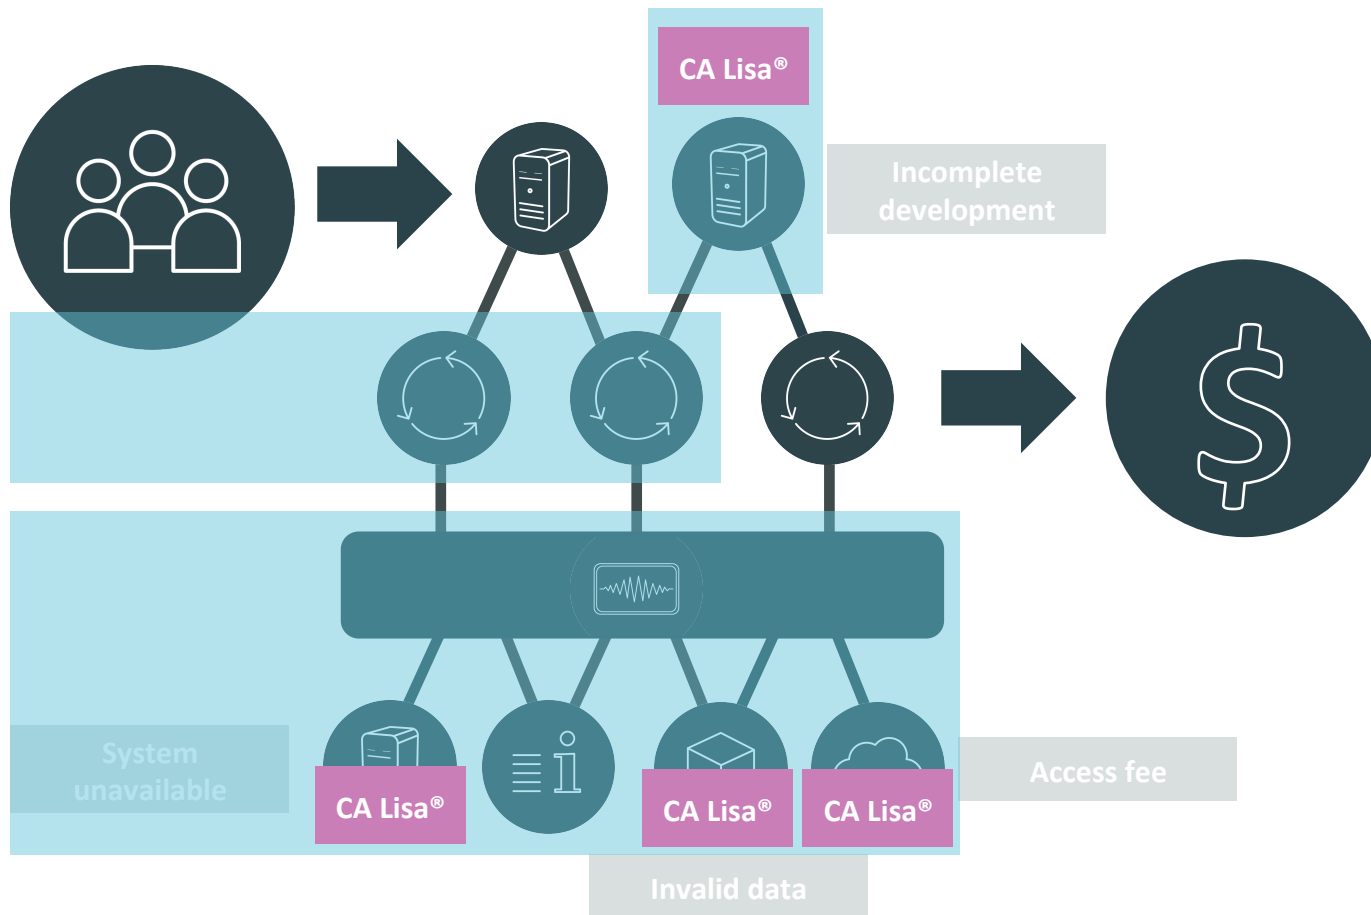 CA Lisa®
Incomplete
development
System
unavailable
CA Lisa®
CA Lisa®
CA Lisa®
Access fee
Invalid data